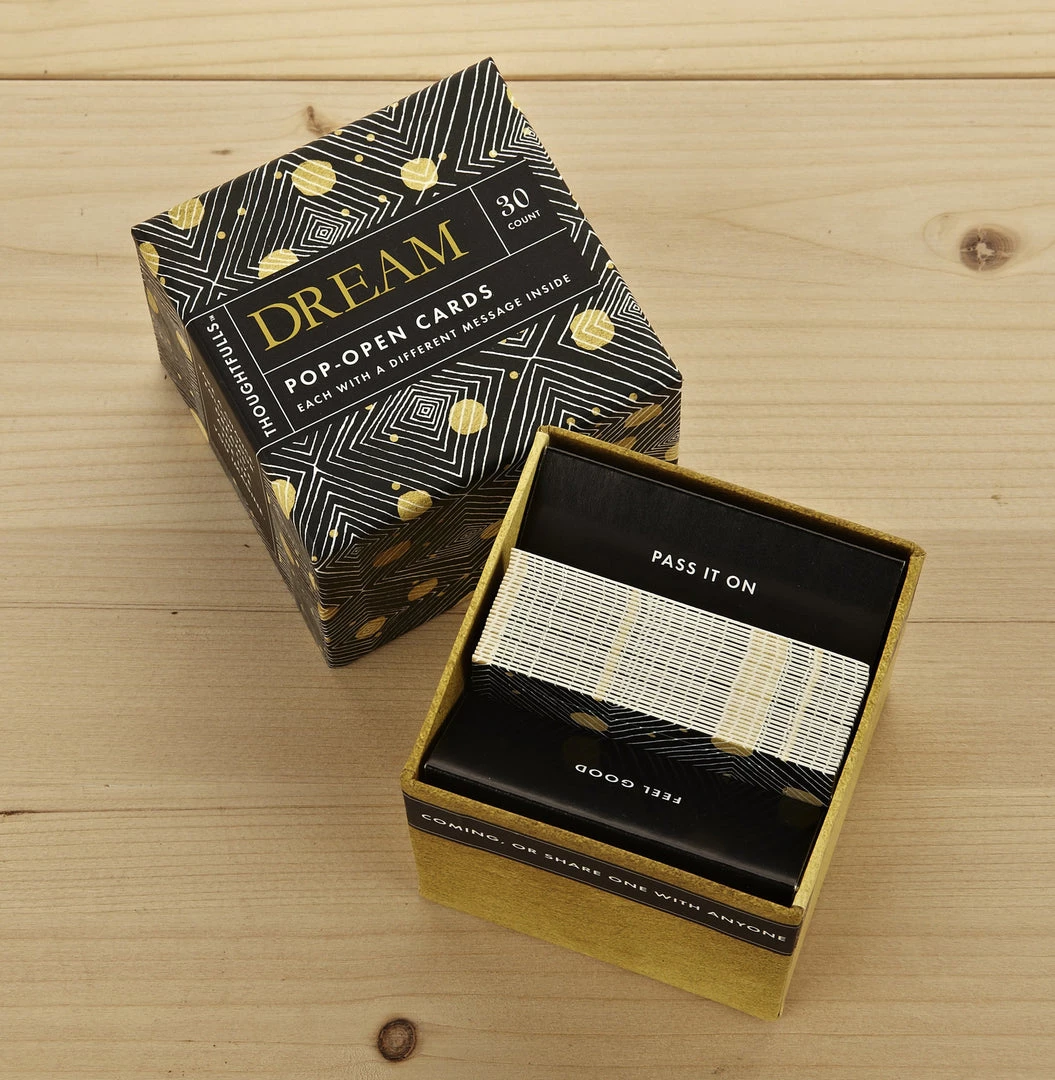 THOUGHTFULLS™
DREAM
30
COUNT
POP-OPEN CARDS
EACH WITH A DIFFERENT MESSAGE INSIDE
PASS IT ON
FEEL GOOD
COMING, OR SHARE ONE WITH ANYONE